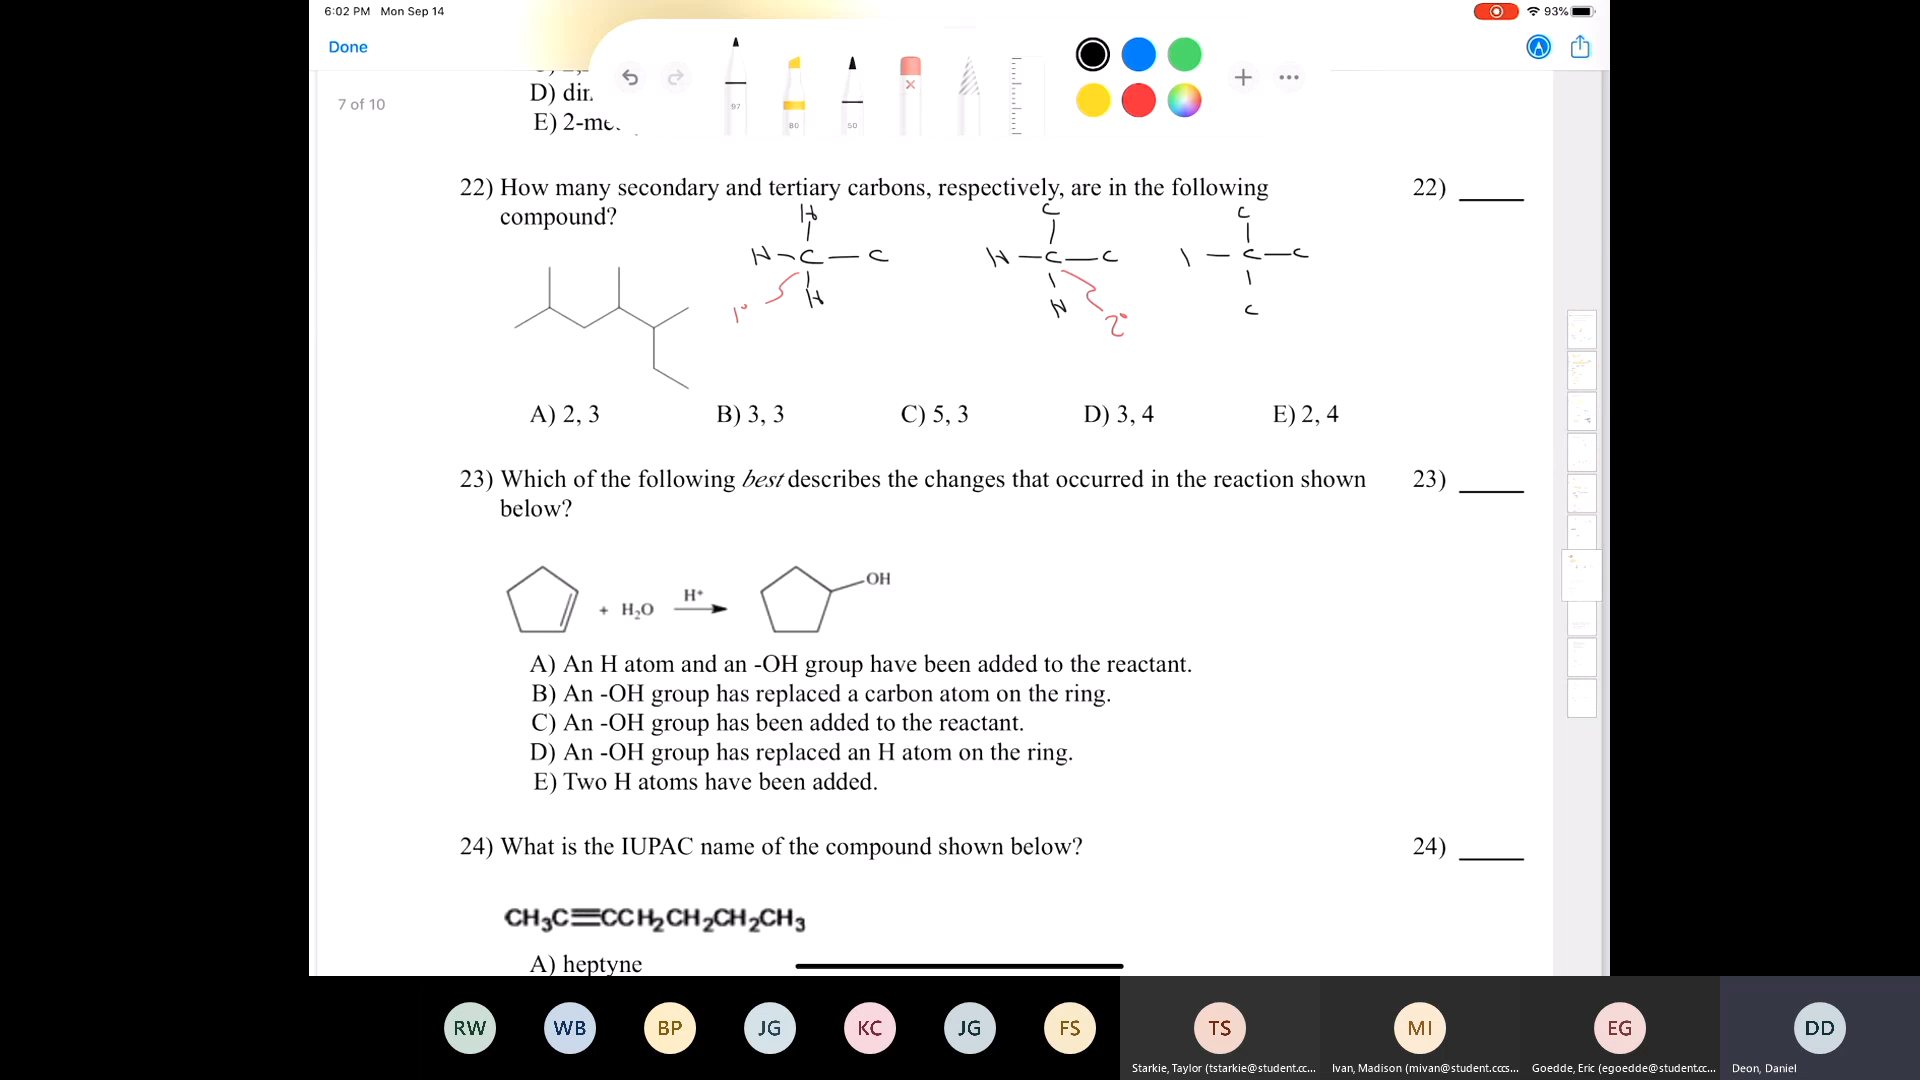 6:02 PM Mon Sep 14
93%
Done
7 of 10
D) din
E) 2-me
97
80
50
22) How many secondary and tertiary carbons, respectively, are in the following
compound?
22)
H
H-C-C
H
1°
C
H-C-C
H
2°
C
C-C
C
A) 2, 3
B) 3, 3
C) 5, 3
D) 3, 4
E) 2, 4
23) Which of the following best describes the changes that occurred in the reaction shown
below?
23)
+ H₂O
H⁺
OH
A) An H atom and an -OH group have been added to the reactant.
B) An -OH group has replaced a carbon atom on the ring.
C) An -OH group has been added to the reactant.
D) An -OH group has replaced an H atom on the ring.
E) Two H atoms have been added.
24) What is the IUPAC name of the compound shown below?
24)
CH₃C≡CCH₂CH₂CH₂CH₃
A) heptyne
RW
WB
BP
JG
KC
JG
FS
TS
MI
EG
DD
Starkie, Taylor (tstarkie@student.cc...
Ivan, Madison (mivan@student.cccs...
Goedde, Eric (egoedde@student.cc...
Deon, Daniel